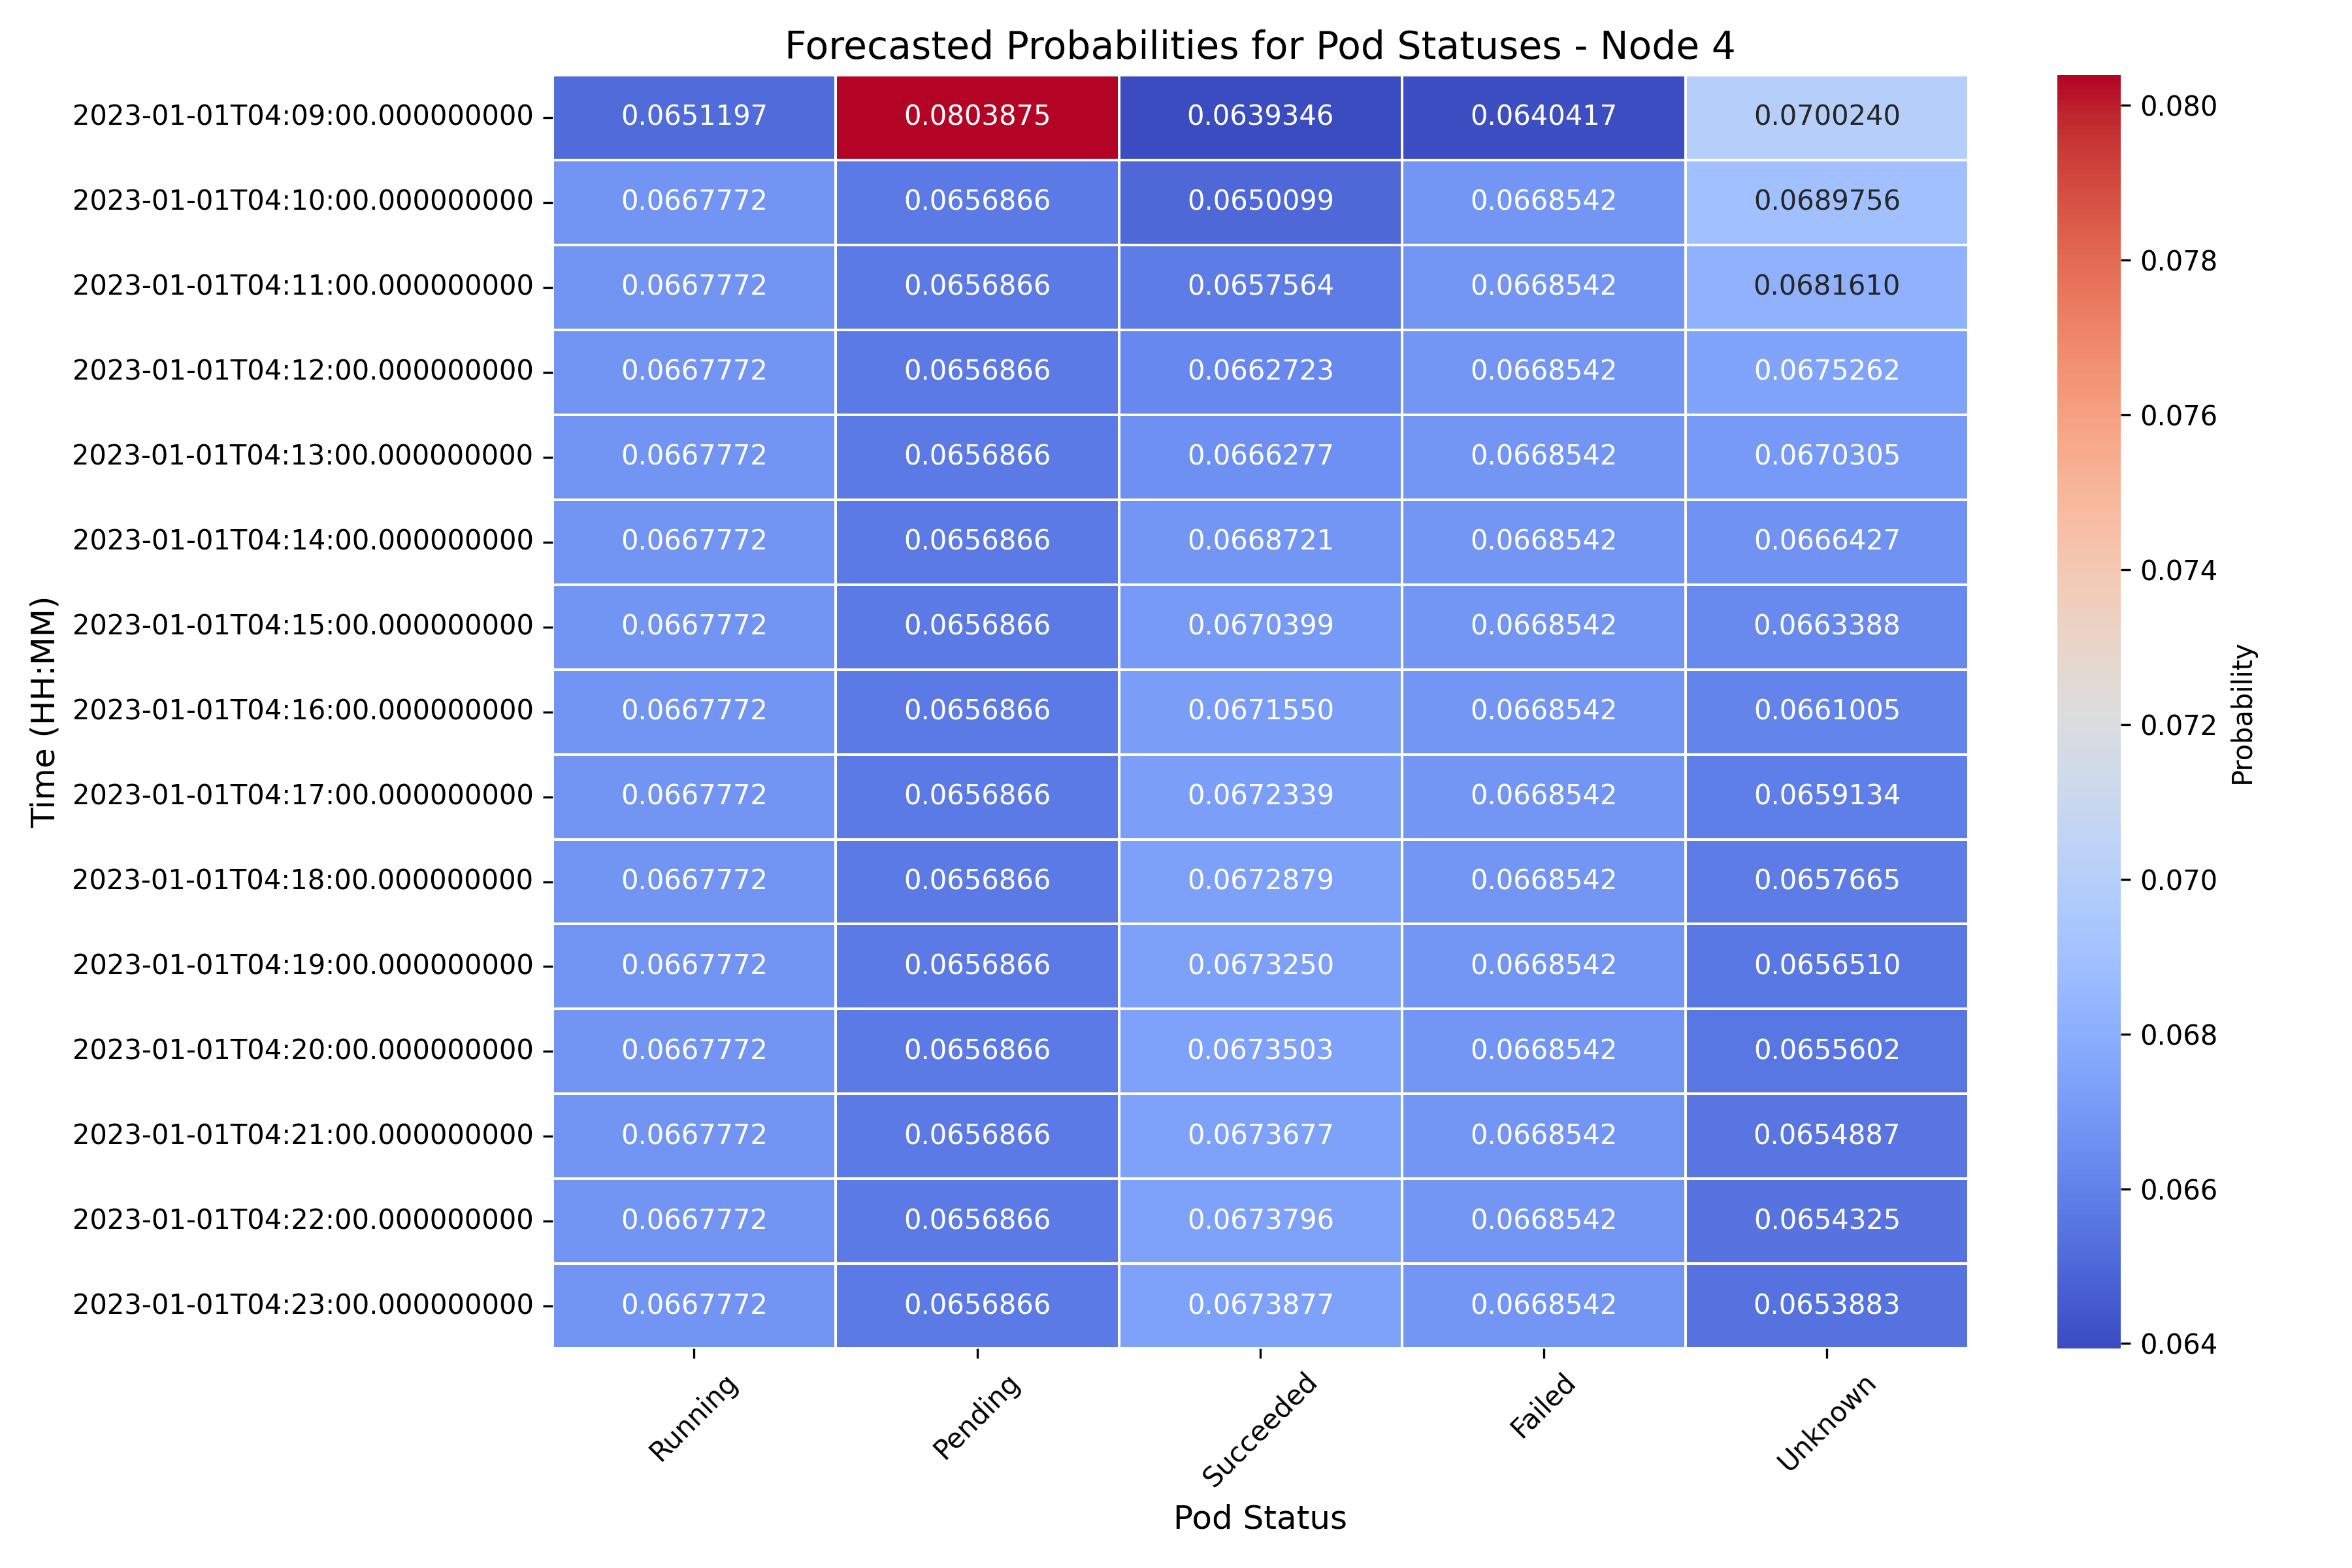 Forecasted Probabilities for Pod Statuses - Node 4
2023-01-01T04:09:00.000000000 0.0651197 0.0803875 0.0639346 0.0640417 0.0700240
2023-01-01T04:10:00.000000000 0.0667772 0.0656866 0.0650099 0.0668542 0.0689756
2023-01-01T04:11:00.000000000 0.0667772 0.0656866 0.0657564 0.0668542 0.0681610
2023-01-01T04:12:00.000000000 0.0667772 0.0656866 0.0662723 0.0668542 0.0675262
2023-01-01T04:13:00.000000000 0.0667772 0.0656866 0.0666277 0.0668542 0.0670305
2023-01-01T04:14:00.000000000 0.0667772 0.0656866 0.0668721 0.0668542 0.0666427
2023-01-01T04:15:00.000000000 0.0667772 0.0656866 0.0670399 0.0668542 0.0663388
2023-01-01T04:16:00.000000000 0.0667772 0.0656866 0.0671550 0.0668542 0.0661005
2023-01-01T04:17:00.000000000 0.0667772 0.0656866 0.0672339 0.0668542 0.0659134
2023-01-01T04:18:00.000000000 0.0667772 0.0656866 0.0672879 0.0668542 0.0657665
2023-01-01T04:19:00.000000000 0.0667772 0.0656866 0.0673250 0.0668542 0.0656510
2023-01-01T04:20:00.000000000 0.0667772 0.0656866 0.0673503 0.0668542 0.0655602
2023-01-01T04:21:00.000000000 0.0667772 0.0656866 0.0673677 0.0668542 0.0654887
2023-01-01T04:22:00.000000000 0.0667772 0.0656866 0.0673796 0.0668542 0.0654325
2023-01-01T04:23:00.000000000 0.0667772 0.0656866 0.0673877 0.0668542 0.0653883
Time (HH:MM)
Running Pending Succeeded Failed Unknown
Pod Status
0.080
0.078
0.076
0.074
0.072
0.070
0.068
0.066
0.064
Probability